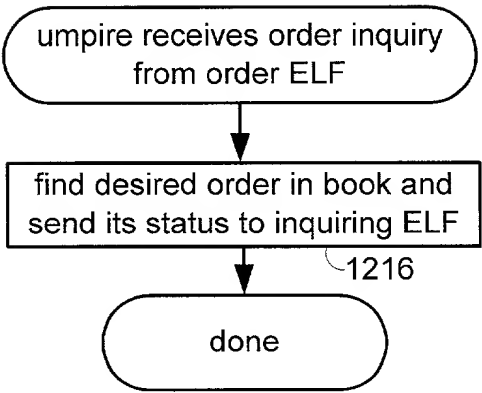 umpire receives order inquiry
from order ELF
find desired order in book and
send its status to inquiring ELF
1216
done